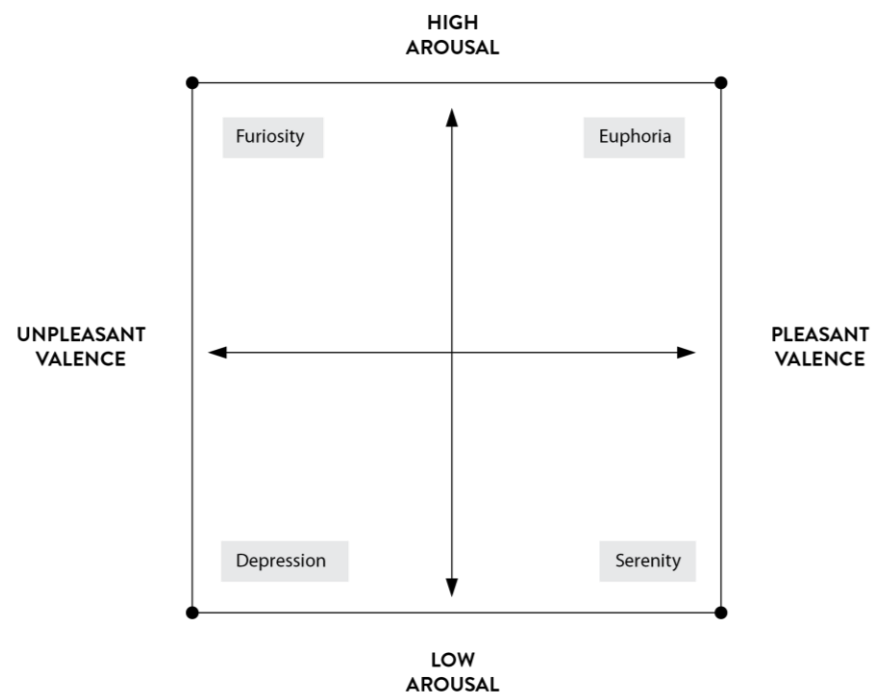 HIGH
AROUSAL
Furiosity
Euphoria
UNPLEASANT
VALENCE
PLEASANT
VALENCE
Depression
Serenity
LOW
AROUSAL